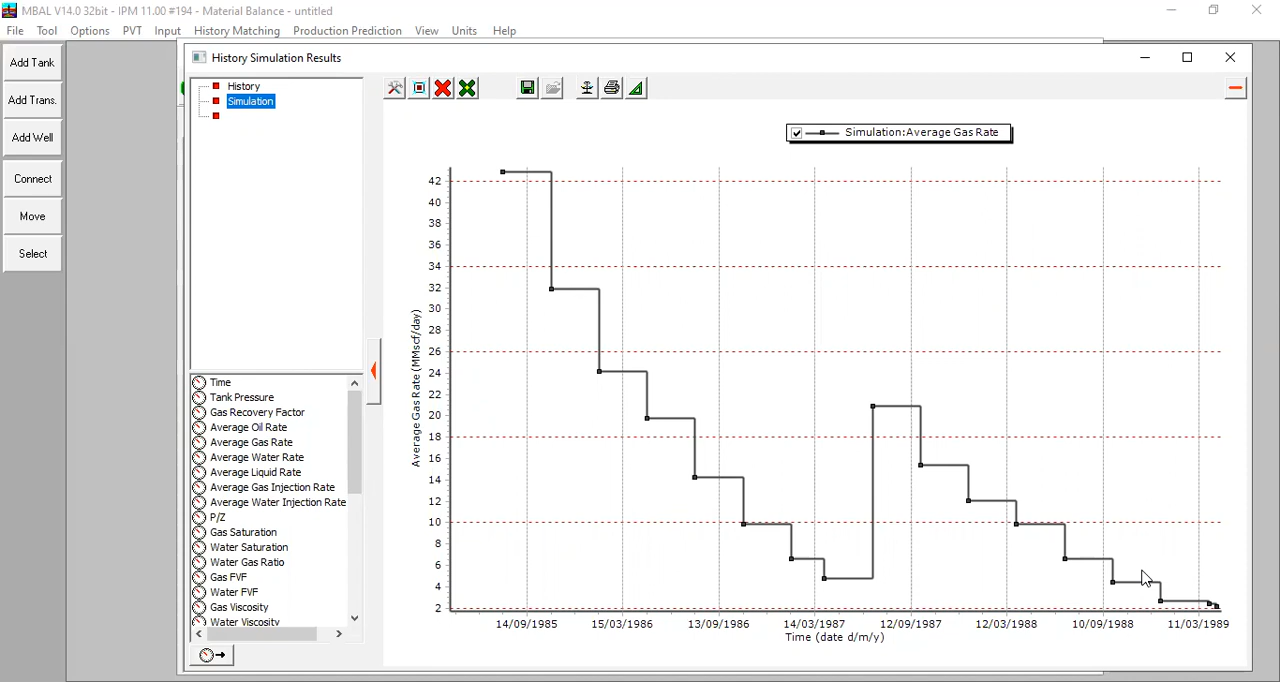 MBAL V14.0 32bit - IPM 11.00 #194 - Material Balance - untitled
File Tool Options PVT Input History Matching Production Prediction View Units Help
Add Tank
Add Trans.
Add Well
Connect
Move
Select
History Simulation Results
History
Simulation
Time
Tank Pressure
Gas Recovery Factor
Average Oil Rate
Average Gas Rate
Average Water Rate
Average Liquid Rate
Average Gas Injection Rate
Average Water Injection Rate
P/Z
Gas Saturation
Water Saturation
Water Gas Ratio
Gas FVF
Water FVF
Gas Viscosity
Water Viscosity
Simulation:Average Gas Rate
Average Gas Rate (MMscf/day)
42
40
38
36
34
32
30
28
26
24
22
20
18
16
14
12
10
8
6
4
2
14/09/1985 15/03/1986 13/09/1986 14/03/1987 12/09/1987 12/03/1988 10/09/1988 11/03/1989
Time (date d/m/y)